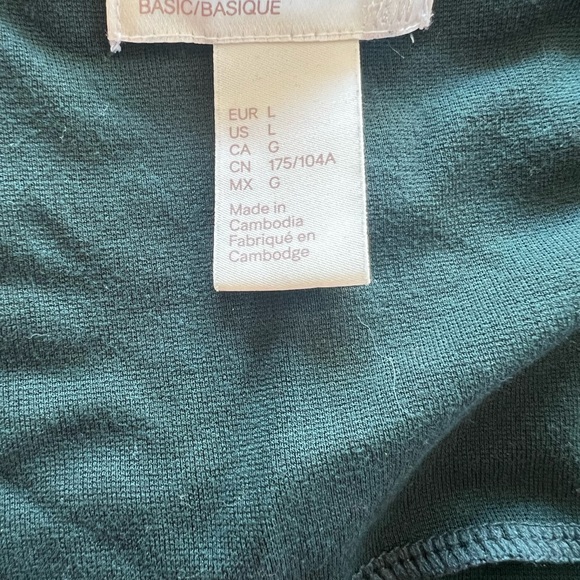 BASIC/BASIQUE
EUR L
US L
CA G
CN 175/104A
MX G
Made in
Cambodia
Fabriqué en
Cambodge